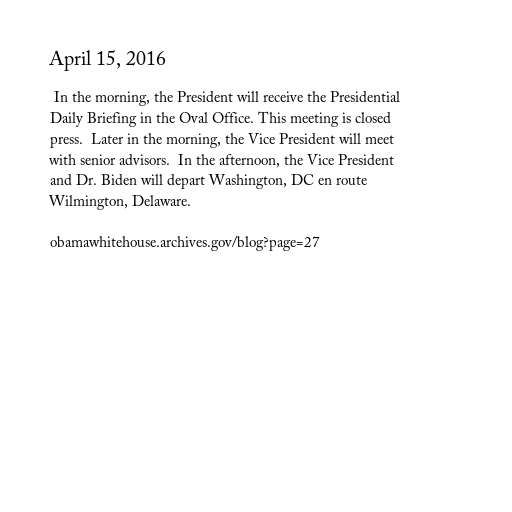 April 15, 2016
In the morning, the President will receive the Presidential
Daily Briefing in the Oval Office. This meeting is closed
press.  Later in the morning, the Vice President will meet
with senior advisors.  In the afternoon, the Vice President
and Dr. Biden will depart Washington, DC en route
Wilmington, Delaware.
obamawhitehouse.archives.gov/blog?page=27